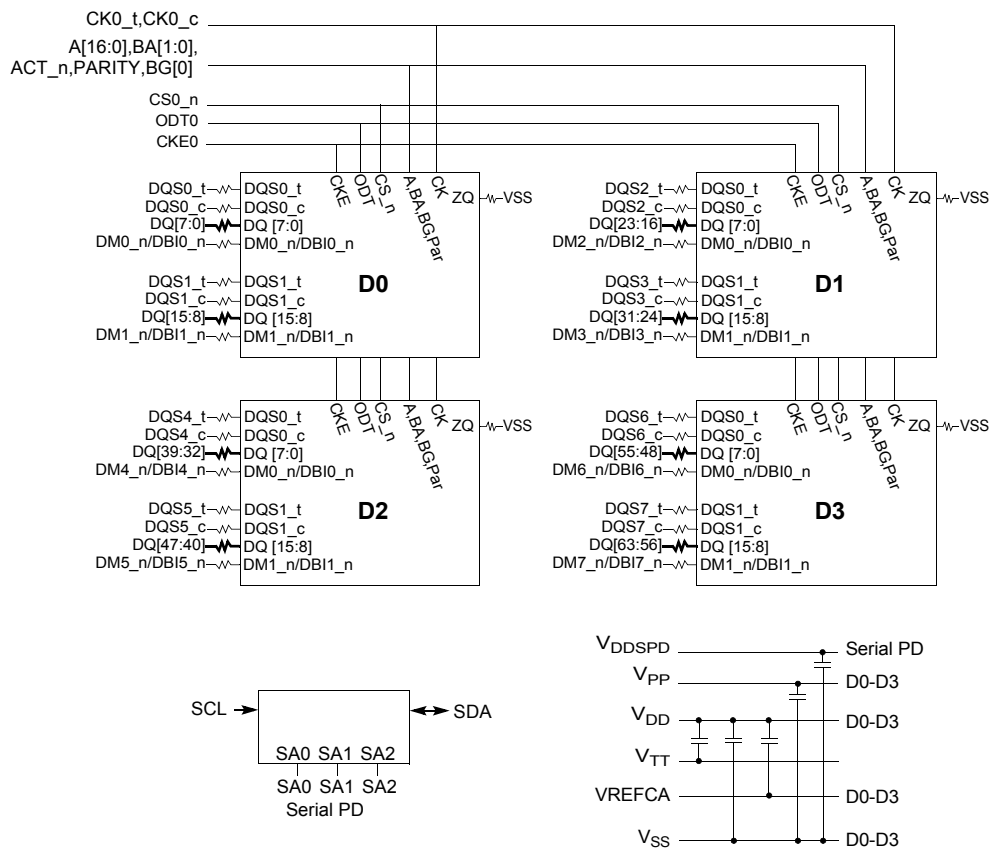 CK0_t,CK0_c
A[16:0],BA[1:0],
ACT_n,PARITY,BG[0]
CS0_n
ODT0
CKE0
CKE
ODT
CS_n
A,BA,BG,Par
CK
ZQ
VSS
DQS0_t
DQS0_t
DQS0_c
DQS0_c
DQ[7:0]
DQ [7:0]
DM0_n/DBI0_n
DM0_n/DBI0_n
D0
DQS1_t
DQS1_t
DQS1_c
DQS1_c
DQ[15:8]
DQ [15:8]
DM1_n/DBI1_n
DM1_n/DBI1_n
CKE
ODT
CS_n
A,BA,BG,Par
CK
ZQ
VSS
DQS2_t
DQS0_t
DQS2_c
DQS0_c
DQ[23:16]
DQ [7:0]
DM2_n/DBI2_n
DM0_n/DBI0_n
D1
DQS3_t
DQS1_t
DQS3_c
DQS1_c
DQ[31:24]
DQ [15:8]
DM3_n/DBI3_n
DM1_n/DBI1_n
CKE
ODT
CS_n
A,BA,BG,Par
CK
ZQ
VSS
DQS4_t
DQS0_t
DQS4_c
DQS0_c
DQ[39:32]
DQ [7:0]
DM4_n/DBI4_n
DM0_n/DBI0_n
D2
DQS5_t
DQS1_t
DQS5_c
DQS1_c
DQ[47:40]
DQ [15:8]
DM5_n/DBI5_n
DM1_n/DBI1_n
CKE
ODT
CS_n
A,BA,BG,Par
CK
ZQ
VSS
DQS6_t
DQS0_t
DQS6_c
DQS0_c
DQ[55:48]
DQ [7:0]
DM6_n/DBI6_n
DM0_n/DBI0_n
D3
DQS7_t
DQS1_t
DQS7_c
DQS1_c
DQ[63:56]
DQ [15:8]
DM7_n/DBI7_n
DM1_n/DBI1_n
SCL
SDA
SA0 SA1 SA2
SA0 SA1 SA2
Serial PD
VDDSPD
Serial PD
VPP
D0-D3
VDD
D0-D3
VTT
VREFCA
D0-D3
VSS
D0-D3